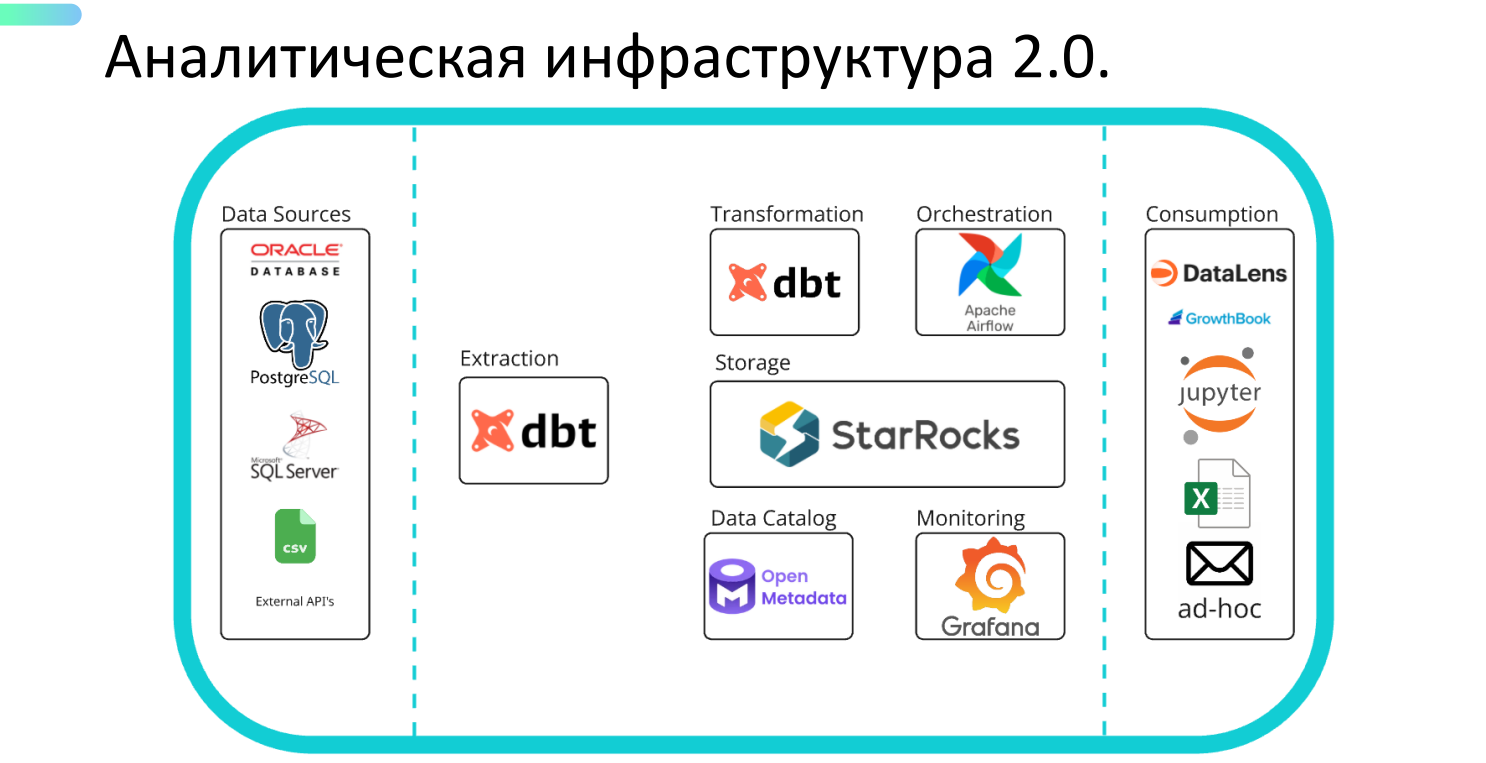 Аналитическая инфраструктура 2.0.
Data Sources
ORACLE
DATABASE
PostgreSQL
Microsoft
SQL Server
CSV
External API's
Extraction
dbt
Transformation
dbt
Orchestration
Apache
Airflow
Storage
StarRocks
Data Catalog
Open
Metadata
Monitoring
Grafana
Consumption
DataLens
GrowthBook
jupyter
X
ad-hoc